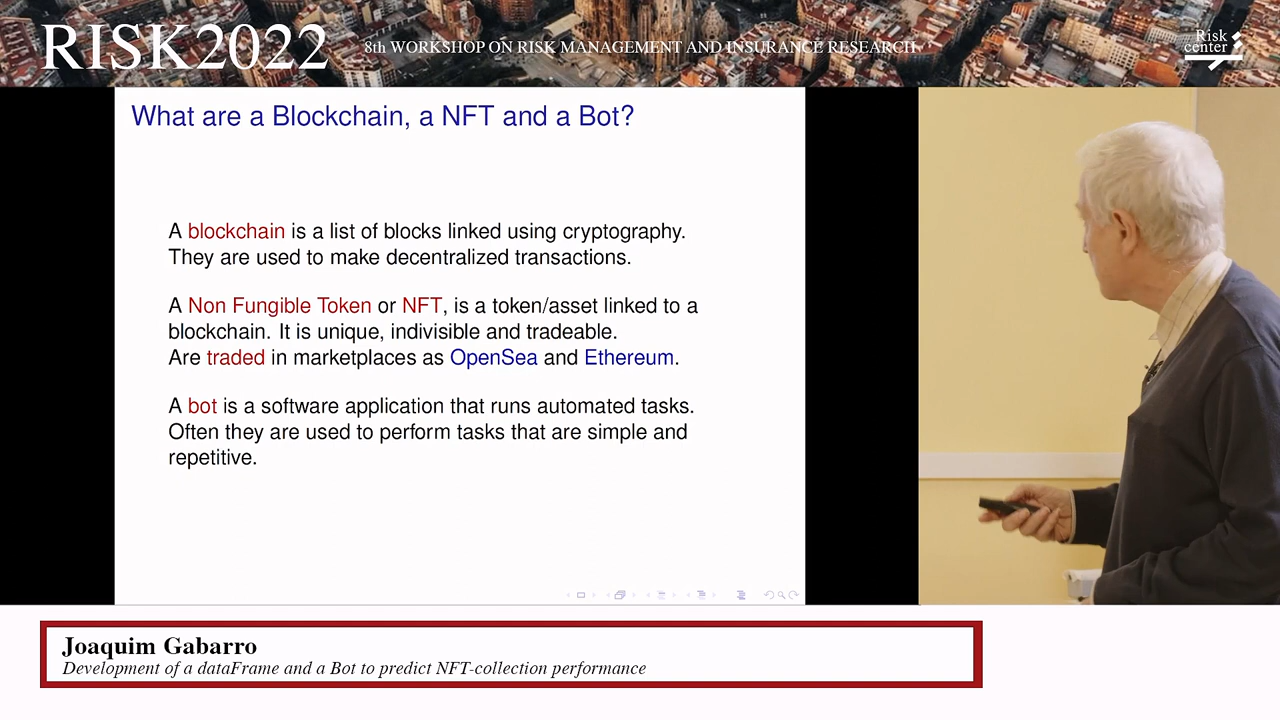 RISK2022
8th WORKSHOP ON RISK MANAGEMENT AND INSURANCE RESEARCH
Risk
center
What are a Blockchain, a NFT and a Bot?
A blockchain is a list of blocks linked using cryptography.
They are used to make decentralized transactions.
A Non Fungible Token or NFT, is a token/asset linked to a
blockchain. It is unique, indivisible and tradeable.
Are traded in marketplaces as OpenSea and Ethereum.
A bot is a software application that runs automated tasks.
Often they are used to perform tasks that are simple and
repetitive.
Joaquim Gabarro
Development of a dataFrame and a Bot to predict NFT-collection performance